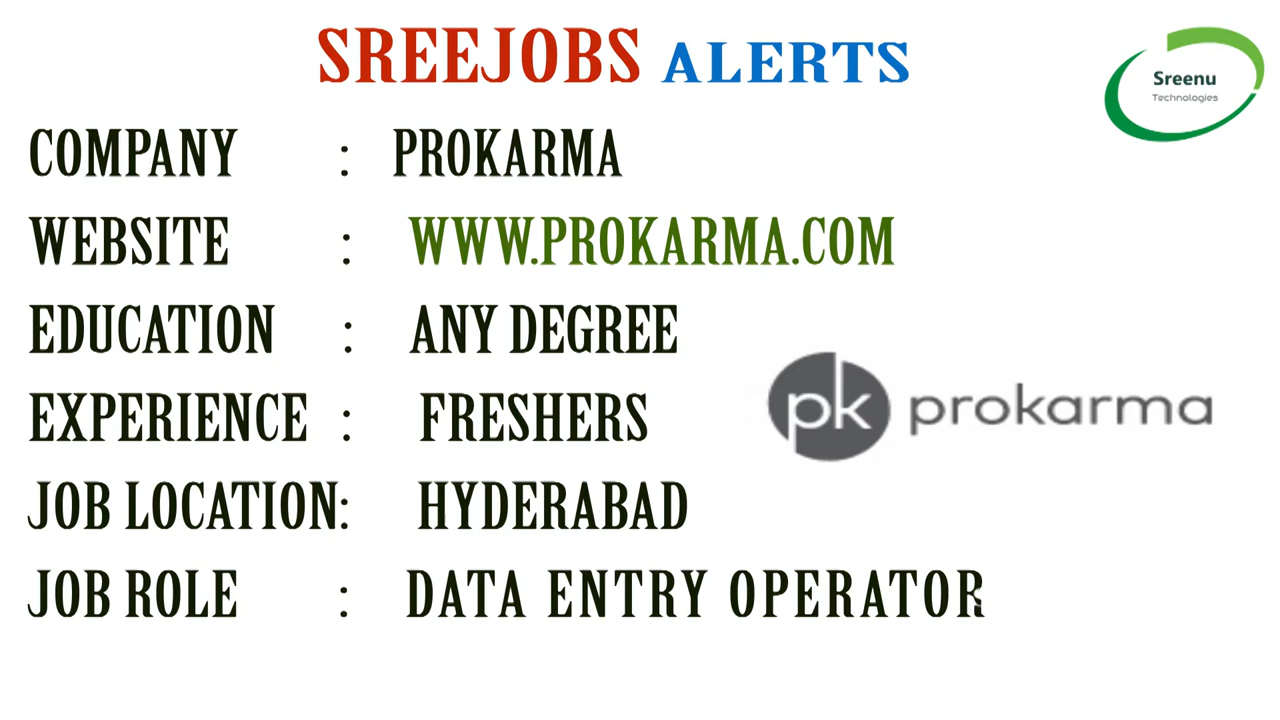 SREEJOBS ALERTS
Sreenu
Technologies
COMPANY : PROKARMA
WEBSITE : WWW.PROKARMA.COM
EDUCATION : ANY DEGREE
EXPERIENCE : FRESHERS
pk prokarma
JOB LOCATION: HYDERABAD
JOB ROLE : DATA ENTRY OPERATOR